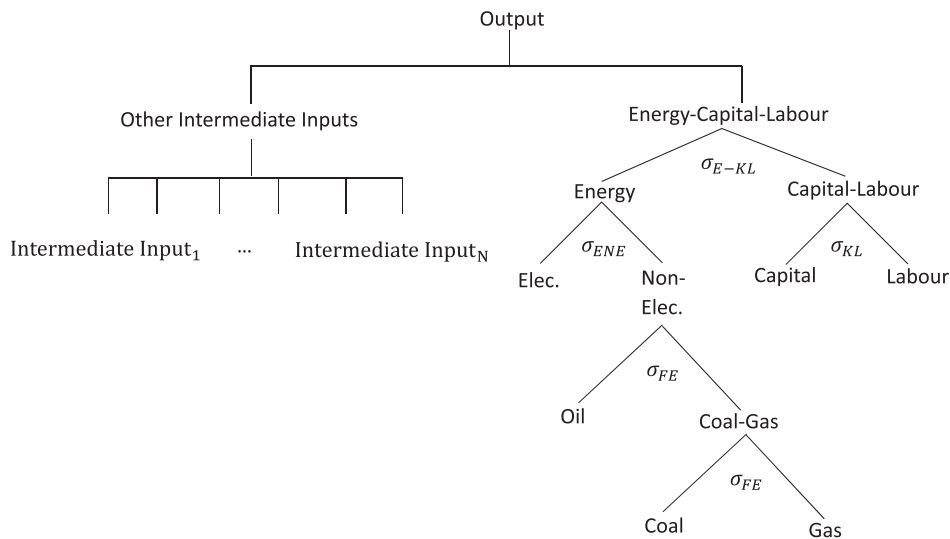 Output
Other Intermediate Inputs
Energy-Capital-Labour
σ_{E−KL}
Energy
Capital-Labour
Intermediate Input₁ ... Intermediate Input_N
σ_{ENE}
σ_{KL}
Elec.
Non-
Elec.
Capital
Labour
σ_{FE}
Oil
Coal-Gas
σ_{FE}
Coal
Gas